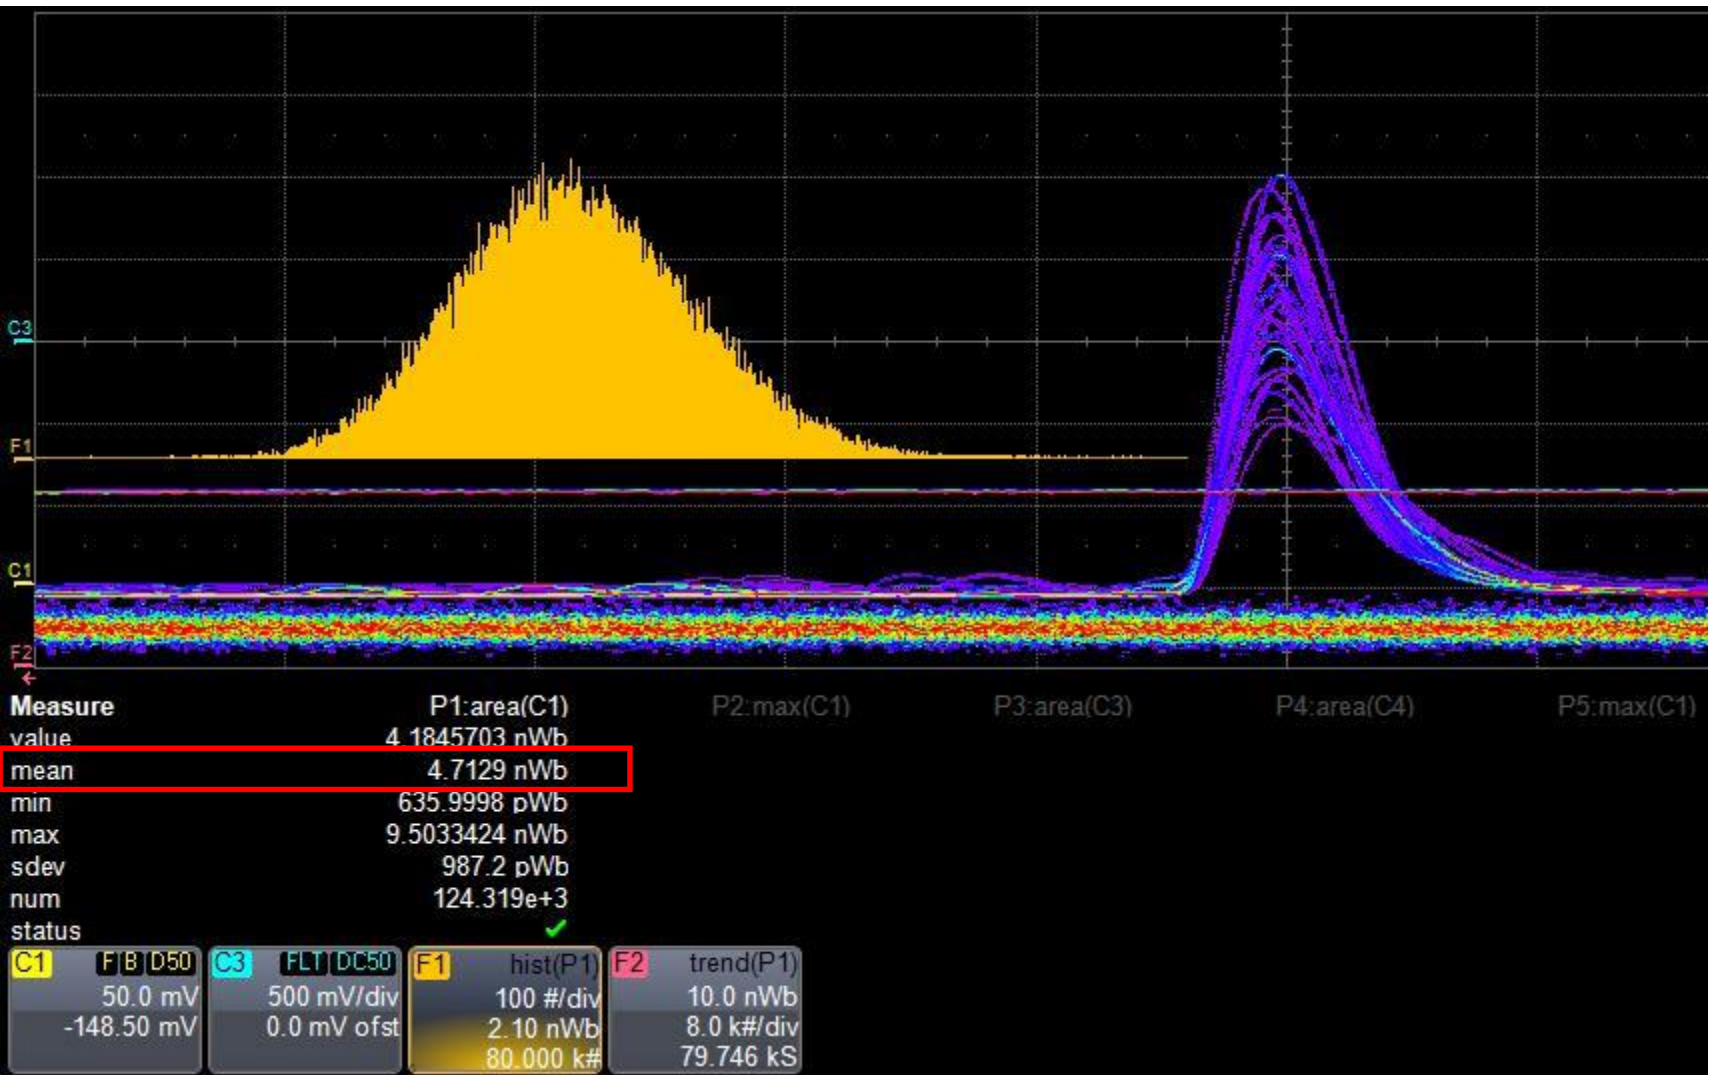 C3
F1
C1
F2
Measure P1:area(C1) P2:max(C1) P3:area(C3) P4:area(C4) P5:max(C1)
value 4.1845703 nWb
mean 4.7129 nWb
min 635.9998 pWb
max 9.5033424 nWb
sdev 987.2 pWb
num 124.319e+3
status
C1 F B D50 C3 FLT DC50 F1 hist(P1) F2 trend(P1)
50.0 mV 500 mV/div 100 #/div 10.0 nWb
-148.50 mV 0.0 mV ofst 2.10 nWb 8.0 k#/div
80.000 k# 79.746 kS